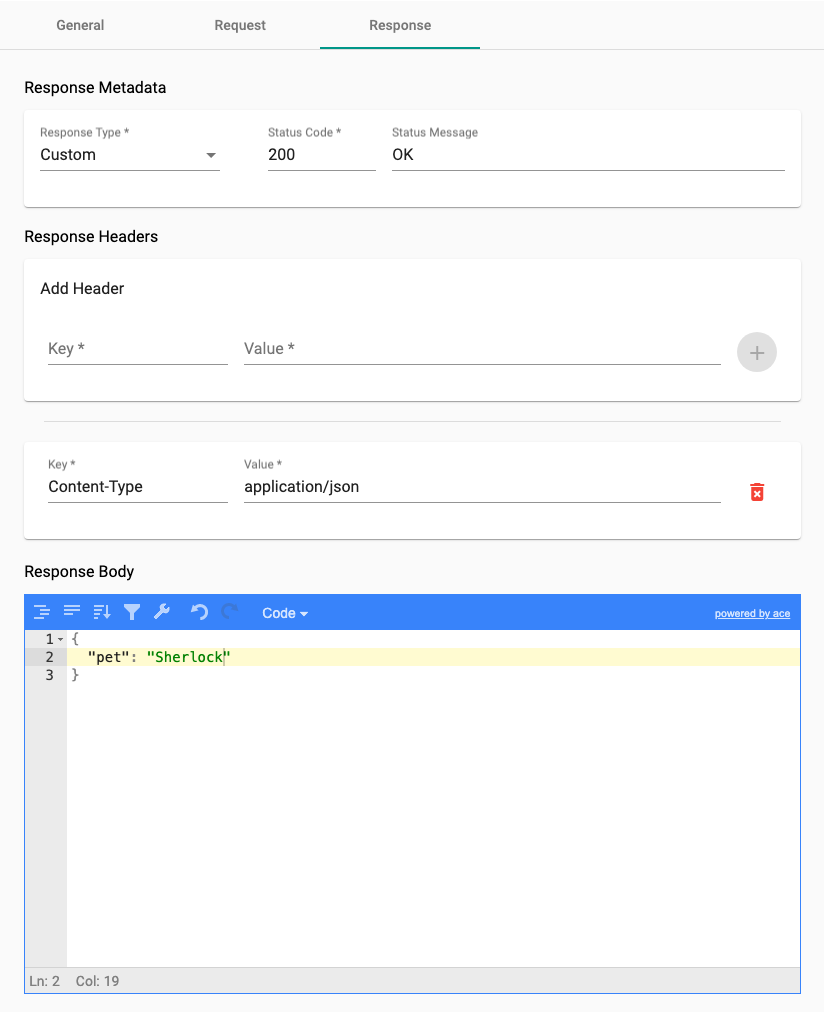 General Request Response
Response Metadata
Response Type * Status Code * Status Message
Custom 200 OK
Response Headers
Add Header
Key * Value *
Key * Value *
Content-Type application/json
Response Body
Code powered by ace
1 {
2 "pet": "Sherlock"
3 }
Ln: 2 Col: 19